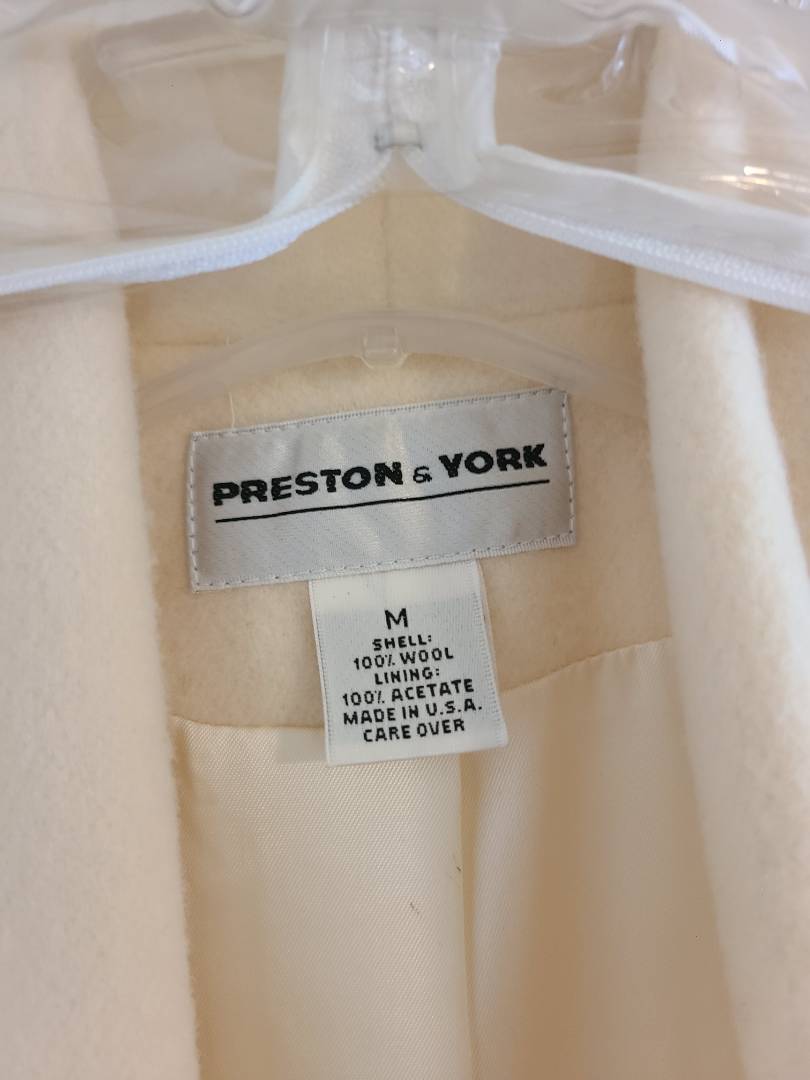 PRESTON & YORK
M
SHELL:
100% WOOL
LINING:
100% ACETATE
MADE IN U.S.A.
CARE OVER